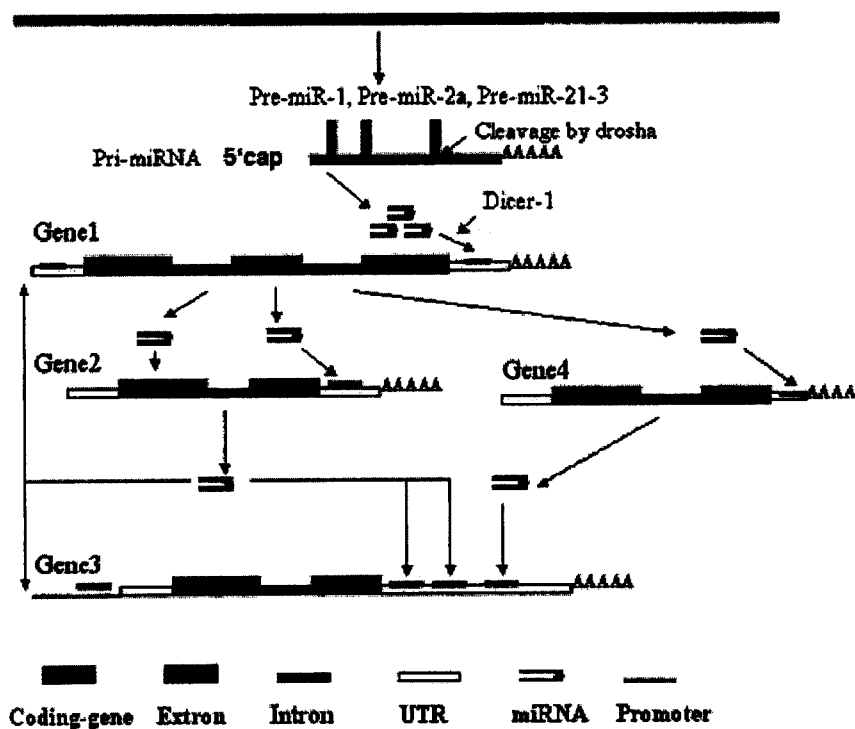 Pre-miR-1, Pre-miR-2a, Pre-miR-21-3
Cleavage by drosha
Pri-miRNA 5'cap AAAAA
Dicer-1
Gene1
AAAAA
Gene2
AAAAA
Gene4
AAAA
Gene3
AAAAA
Coding-gene Extron Intron UTR miRNA Promoter